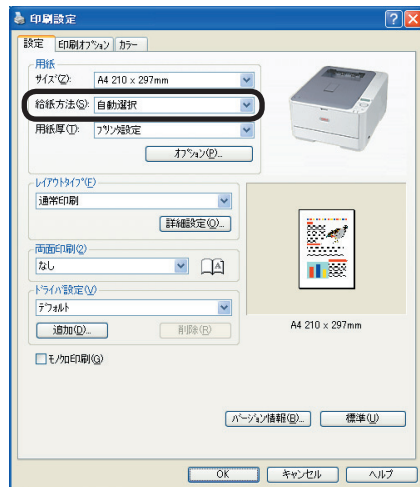 印刷設定
設定 印刷オプション カラー
用紙
サイズ(Z): A4 210 x 297mm
給紙方法(S): 自動選択
用紙厚(T): プリンタ設定
オプション(P)...
レイアウトタイプ(F)
通常印刷
詳細設定(O)...
両面印刷(2)
なし
A
ドライバ設定(V)
デフォルト
追加(D)... 削除(R)
A4 210 x 297mm
モノクロ印刷(G)
バージョン情報(B)... 標準(U)
OK キャンセル ヘルプ